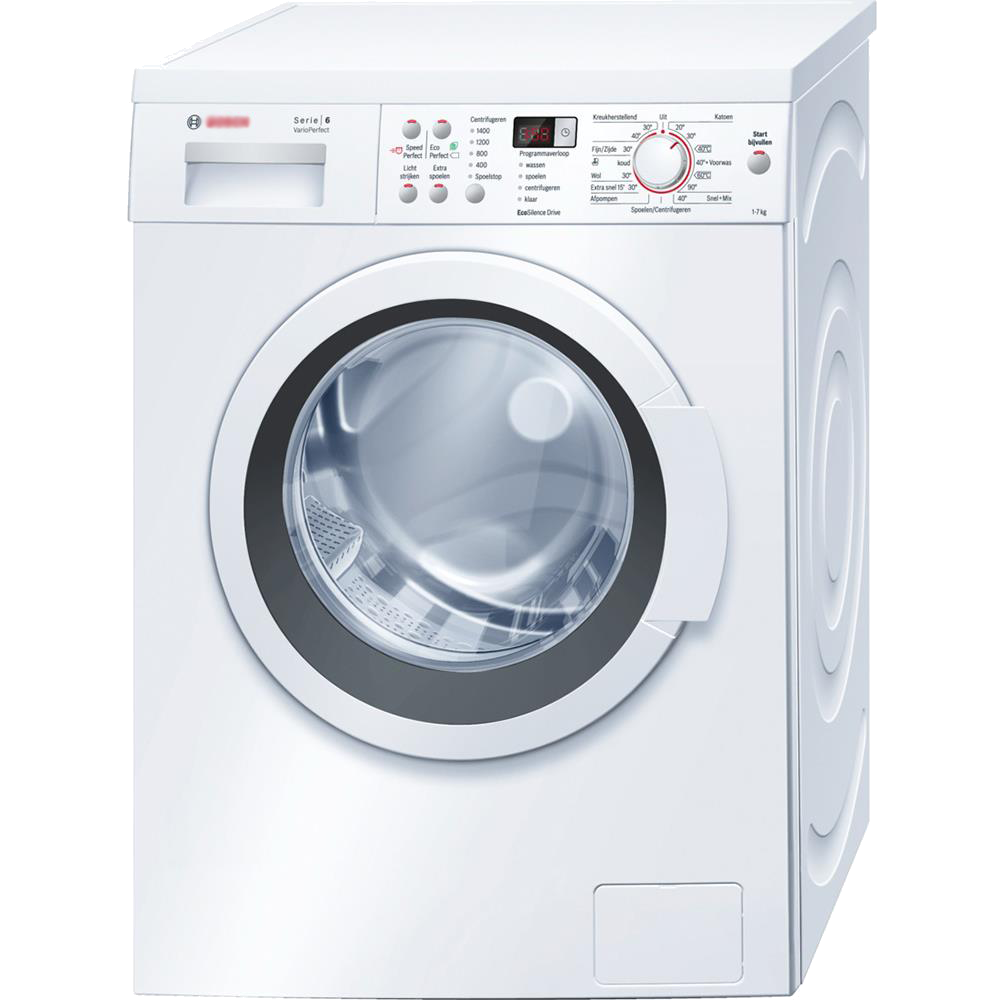 Serie | 6
VarioPerfect
Speed
Perfect
Eco
Perfect
Licht
strijken
Extra
spoelen
Centrifugeren
1400
1200
800
400
Spoelstop
Programmaverloop
wassen
spoelen
centrifugeren
klaar
EcoSilence Drive
Kreukherstellend
Uit
Katoen
30°
20°
40°
30°
Fijn/Zijde 30°
40°C
koud
40°+Voorwas
Wol 30°
60°C
Extra snel 15' 30°
90°
Afpompen
40° Snel+Mix
Spoelen/Centrifugeren
Start
bijvullen
1-7 kg